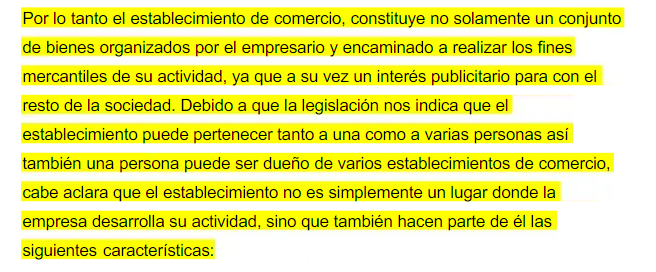 Por lo tanto el establecimiento de comercio, constituye no solamente un conjunto
de bienes organizados por el empresario y encaminado a realizar los fines
mercantiles de su actividad, ya que a su vez un interés publicitario para con el
resto de la sociedad. Debido a que la legislación nos indica que el
establecimiento puede pertenecer tanto a una como a varias personas así
también una persona puede ser dueño de varios establecimientos de comercio,
cabe aclara que el establecimiento no es simplemente un lugar donde la
empresa desarrolla su actividad, sino que también hacen parte de él las
siguientes características: